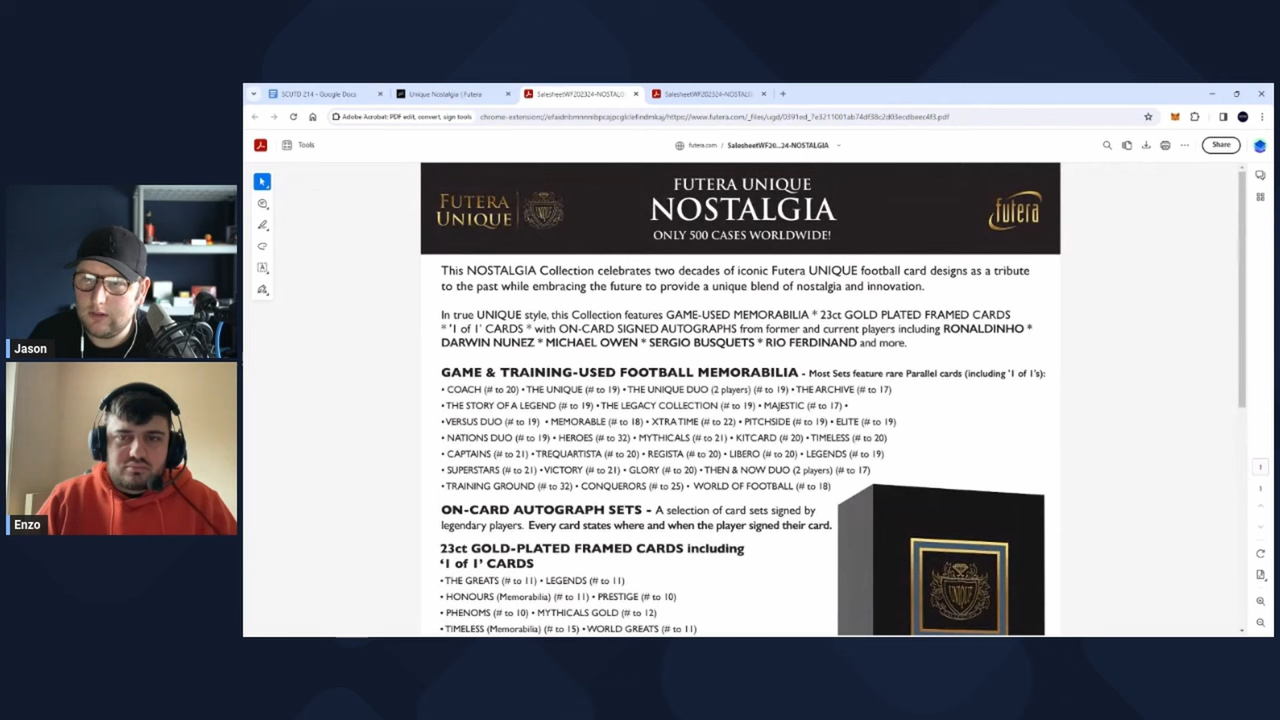 SCUTD 214 - Google Docs
Unique Nostalgia | Futera
SalesheetWF202324-NOSTALG
SalesheetWF202324-NOSTALG
Adobe Acrobat: PDF edit, convert, sign tools
futera.com / SalesheetWF20...24-NOSTALGIA
Tools
Share
FUTERA UNIQUE
FUTERA UNIQUE
NOSTALGIA
ONLY 500 CASES WORLDWIDE!
futera
This NOSTALGIA Collection celebrates two decades of iconic Futera UNIQUE football card designs as a tribute
to the past while embracing the future to provide a unique blend of nostalgia and innovation.
In true UNIQUE style, this Collection features GAME-USED MEMORABILIA * 23ct GOLD PLATED FRAMED CARDS
* '1 of 1' CARDS * with ON-CARD SIGNED AUTOGRAPHS from former and current players including RONALDINHO *
DARWIN NUNEZ * MICHAEL OWEN * SERGIO BUSQUETS * RIO FERDINAND and more.
GAME & TRAINING-USED FOOTBALL MEMORABILIA - Most Sets feature rare Parallel cards (including '1 of 1's):
• COACH (# to 20) • THE UNIQUE (# to 19) • THE UNIQUE DUO (2 players) (# to 19) • THE ARCHIVE (# to 17)
• THE STORY OF A LEGEND (# to 19) • THE LEGACY COLLECTION (# to 19) • MAJESTIC (# to 17) •
• VERSUS DUO (# to 19) • MEMORABLE (# to 18) • XTRA TIME (# to 22) • PITCHSIDE (# to 19) • ELITE (# to 19)
• NATIONS DUO (# to 19) • HEROES (# to 32) • MYTHICALS (# to 21) • KITCARD (# 20) • TIMELESS (# to 20)
• CAPTAINS (# to 21) • TREQUARTISTA (# to 20) • REGISTA (# to 20) • LIBERO (# to 20) • LEGENDS (# to 19)
• SUPERSTARS (# to 21) • VICTORY (# to 21) • GLORY (# to 20) • THEN & NOW DUO (2 players) (# to 17)
• TRAINING GROUND (# to 32) • CONQUERORS (# to 25) • WORLD OF FOOTBALL (# to 18)
ON-CARD AUTOGRAPH SETS - A selection of card sets signed by
legendary players. Every card states where and when the player signed their card.
23ct GOLD-PLATED FRAMED CARDS including
'1 of 1' CARDS
• THE GREATS (# to 11) • LEGENDS (# to 11)
• HONOURS (Memorabilia) (# to 11) • PRESTIGE (# to 10)
• PHENOMS (# to 10) • MYTHICALS GOLD (# to 12)
• TIMELESS (Memorabilia) (# to 15) • WORLD GREATS (# to 11)
UNIQUE
Jason
Enzo